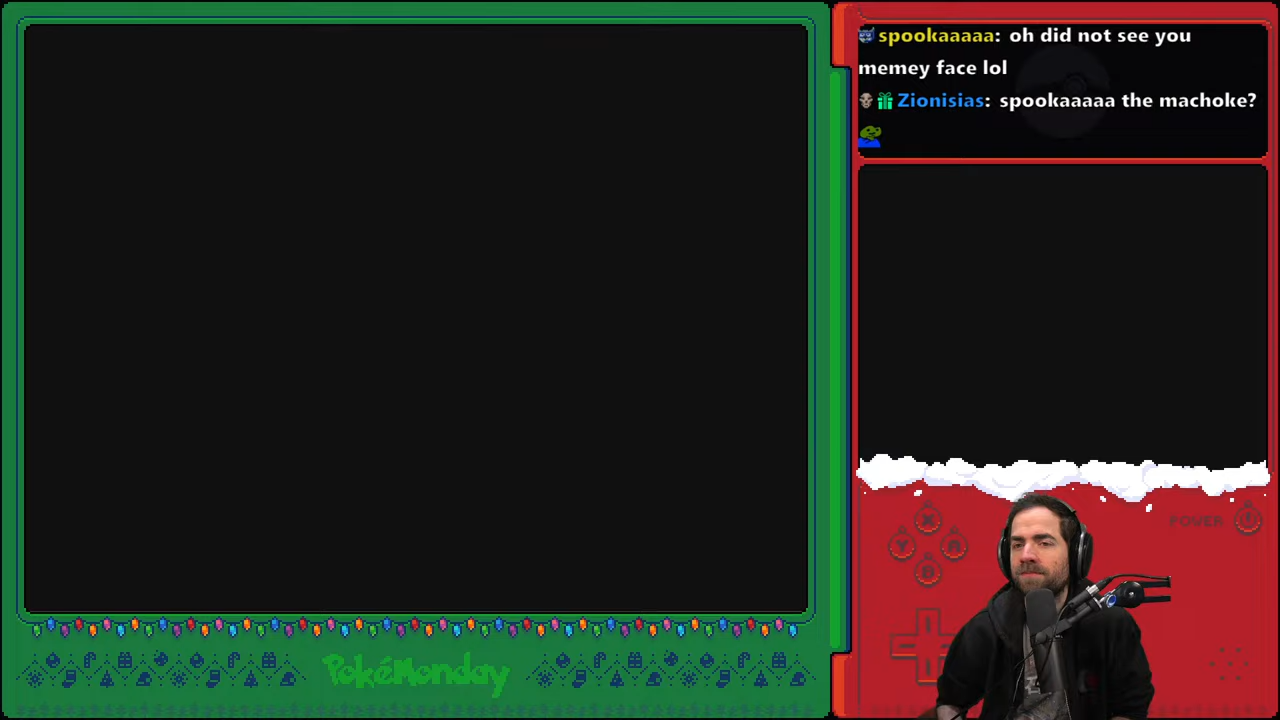 spookaaaaa: oh did not see you
memey face lol
Zionisias: spookaaaaa the machoke?
X
POWER
Y
A
B
PokéMonday